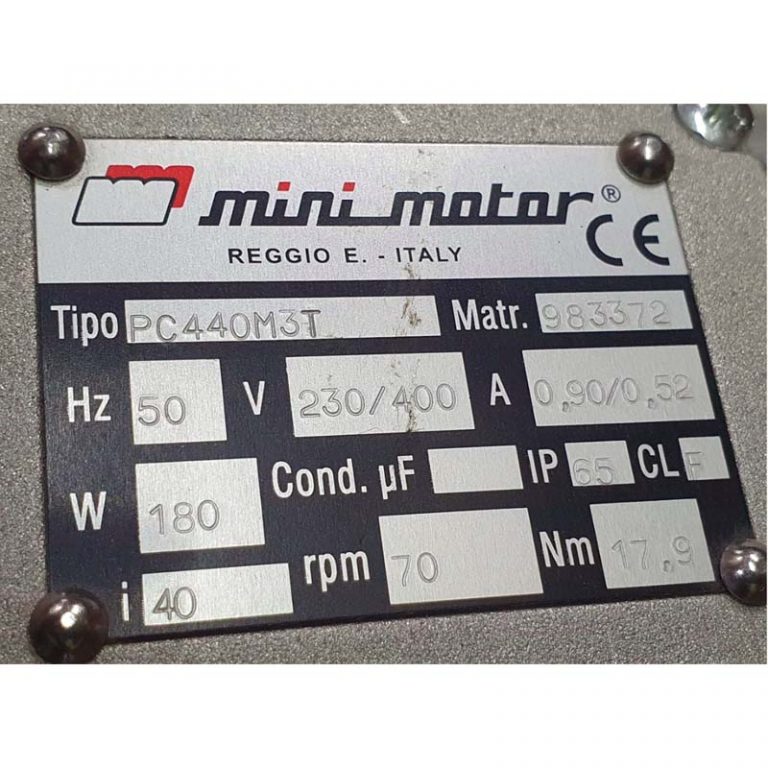 mini motor®
CE
REGGIO E. - ITALY
Tipo PC440M3T Matr. 983372
Hz 50 V 230/400 A 0,90/0,52
W 180 Cond. µF IP 65 CL F
i 40 rpm 70 Nm 17,9